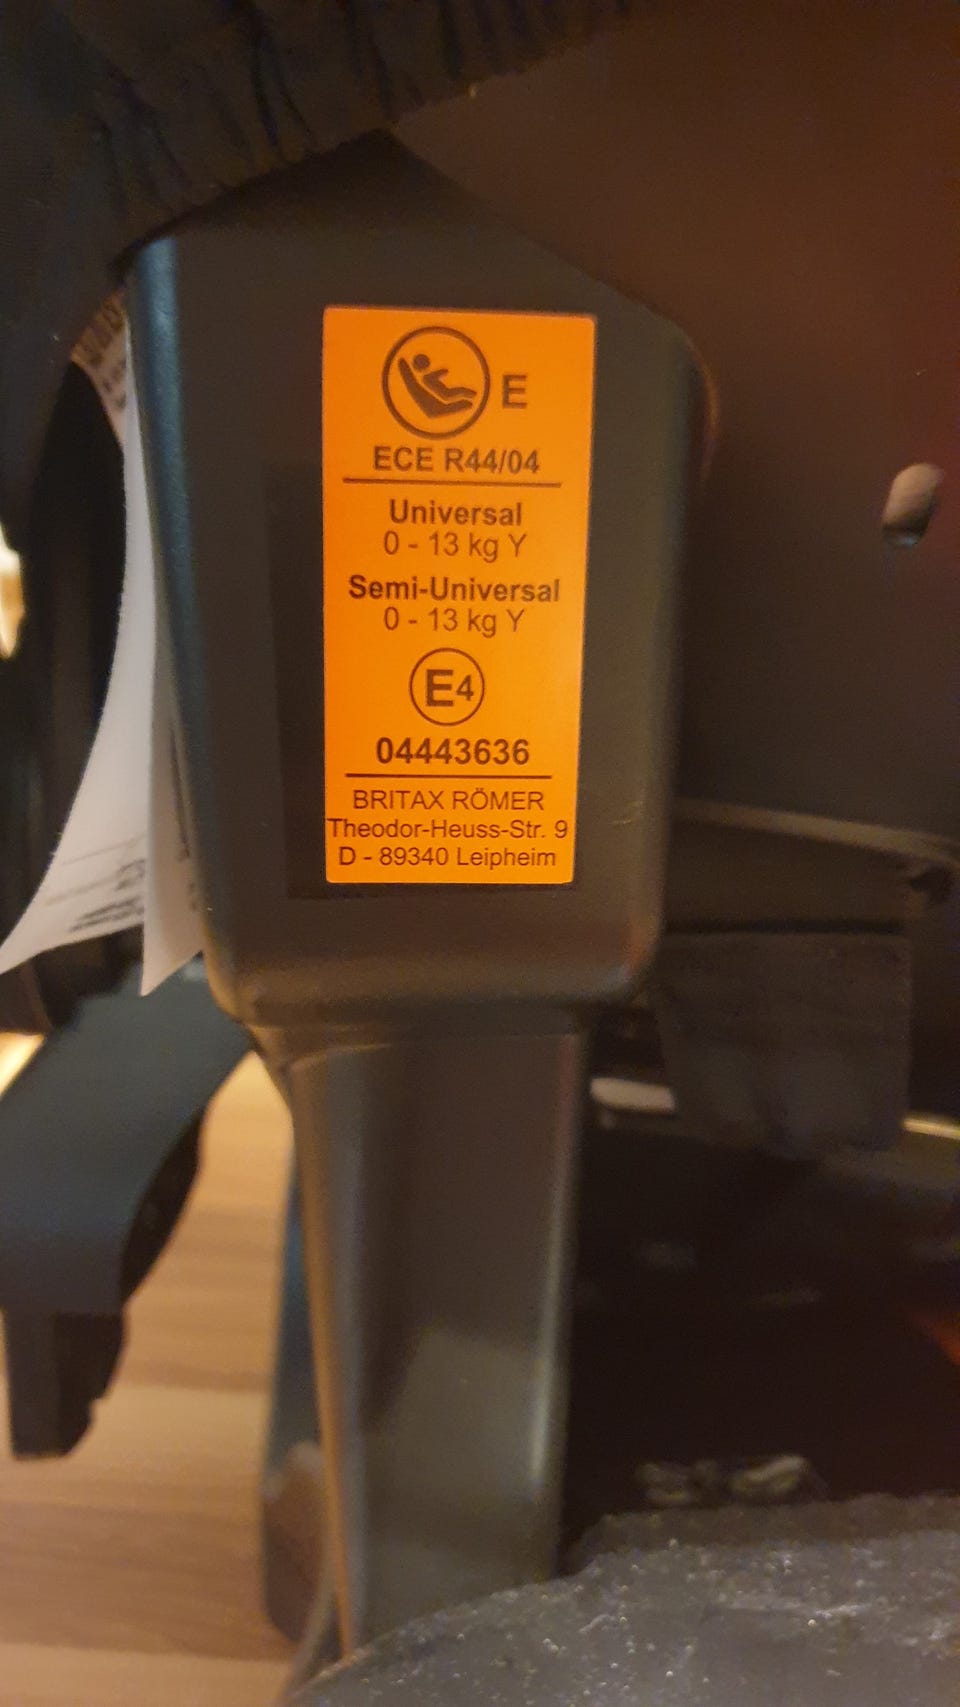 E
ECE R44/04
Universal
0 - 13 kg Y
Semi-Universal
0 - 13 kg Y
E4
04443636
BRITAX RÖMER
Theodor-Heuss-Str. 9
D - 89340 Leipheim